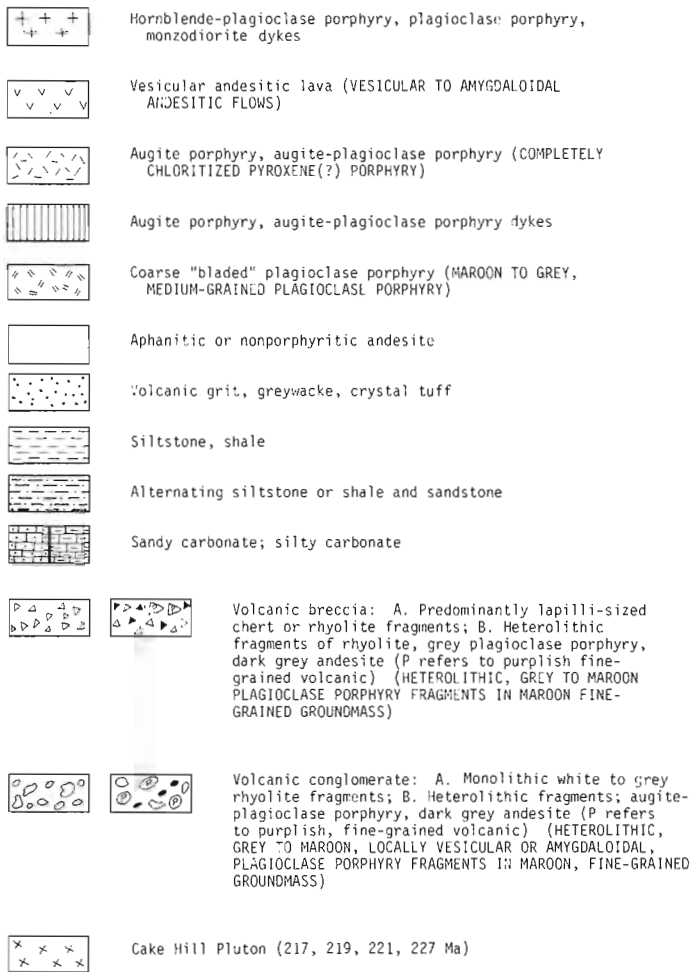 Hornblende-plagioclase porphyry, plagioclase porphyry,
monzodiorite dykes
Vesicular andesitic lava (VESICULAR TO AMYGDALOIDAL
ANDESITIC FLOWS)
Augite porphyry, augite-plagioclase porphyry (COMPLETELY
CHLORITIZED PYROXENE(?) PORPHYRY)
Augite porphyry, augite-plagioclase porphyry dykes
Coarse "bladed" plagioclase porphyry (MAROON TO GREY,
MEDIUM-GRAINED PLAGIOCLASE PORPHYRY)
Aphanitic or nonporphyritic andesite
Volcanic grit, greywacke, crystal tuff
Siltstone, shale
Alternating siltstone or shale and sandstone
Sandy carbonate; silty carbonate
Volcanic breccia: A. Predominantly lapilli-sized
chert or rhyolite fragments; B. Heterolithic
fragments of rhyolite, grey plagioclase porphyry,
dark grey andesite (P refers to purplish fine-
grained volcanic) (HETEROLITHIC, GREY TO MAROON
PLAGIOCLASE PORPHYRY FRAGMENTS IN MAROON FINE-
GRAINED GROUNDMASS)
Volcanic conglomerate: A. Monolithic white to grey
rhyolite fragments; B. Heterolithic fragments; augite-
plagioclase porphyry, dark grey andesite (P refers
to purplish, fine-grained volcanic) (HETEROLITHIC,
GREY TO MAROON, LOCALLY VESICULAR OR AMYGDALOIDAL,
PLAGIOCLASE PORPHYRY FRAGMENTS IN MAROON, FINE-GRAINED
GROUNDMASS)
Cake Hill Pluton (217, 219, 221, 227 Ma)